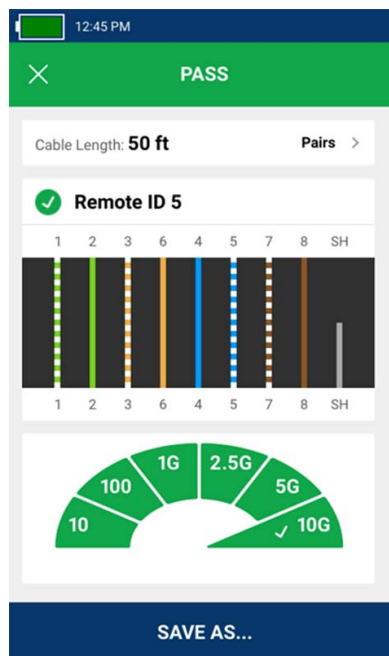 12:45 PM
PASS
Cable Length: 50 ft Pairs >
Remote ID 5
1 2 3 6 4 5 7 8 SH
1 2 3 6 4 5 7 8 SH
10 100 1G 2.5G 5G 10G
SAVE AS...